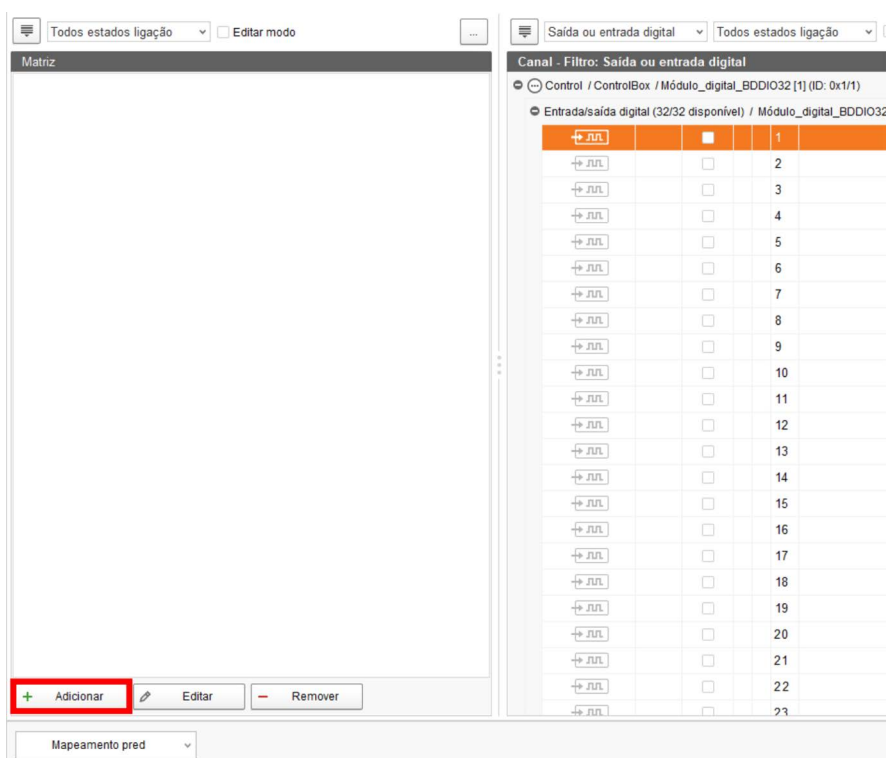 Todos estados ligação
Editar modo
...
Matriz
Adicionar
Editar
Remover
Saída ou entrada digital
Todos estados ligação
Canal - Filtro: Saída ou entrada digital
Control / ControlBox / Módulo_digital_BDDIO32 [1] (ID: 0x1/1)
Entrada/saída digital (32/32 disponível) / Módulo_digital_BDDIO32
1
2
3
4
5
6
7
8
9
10
11
12
13
14
15
16
17
18
19
20
21
22
23
Mapeamento pred